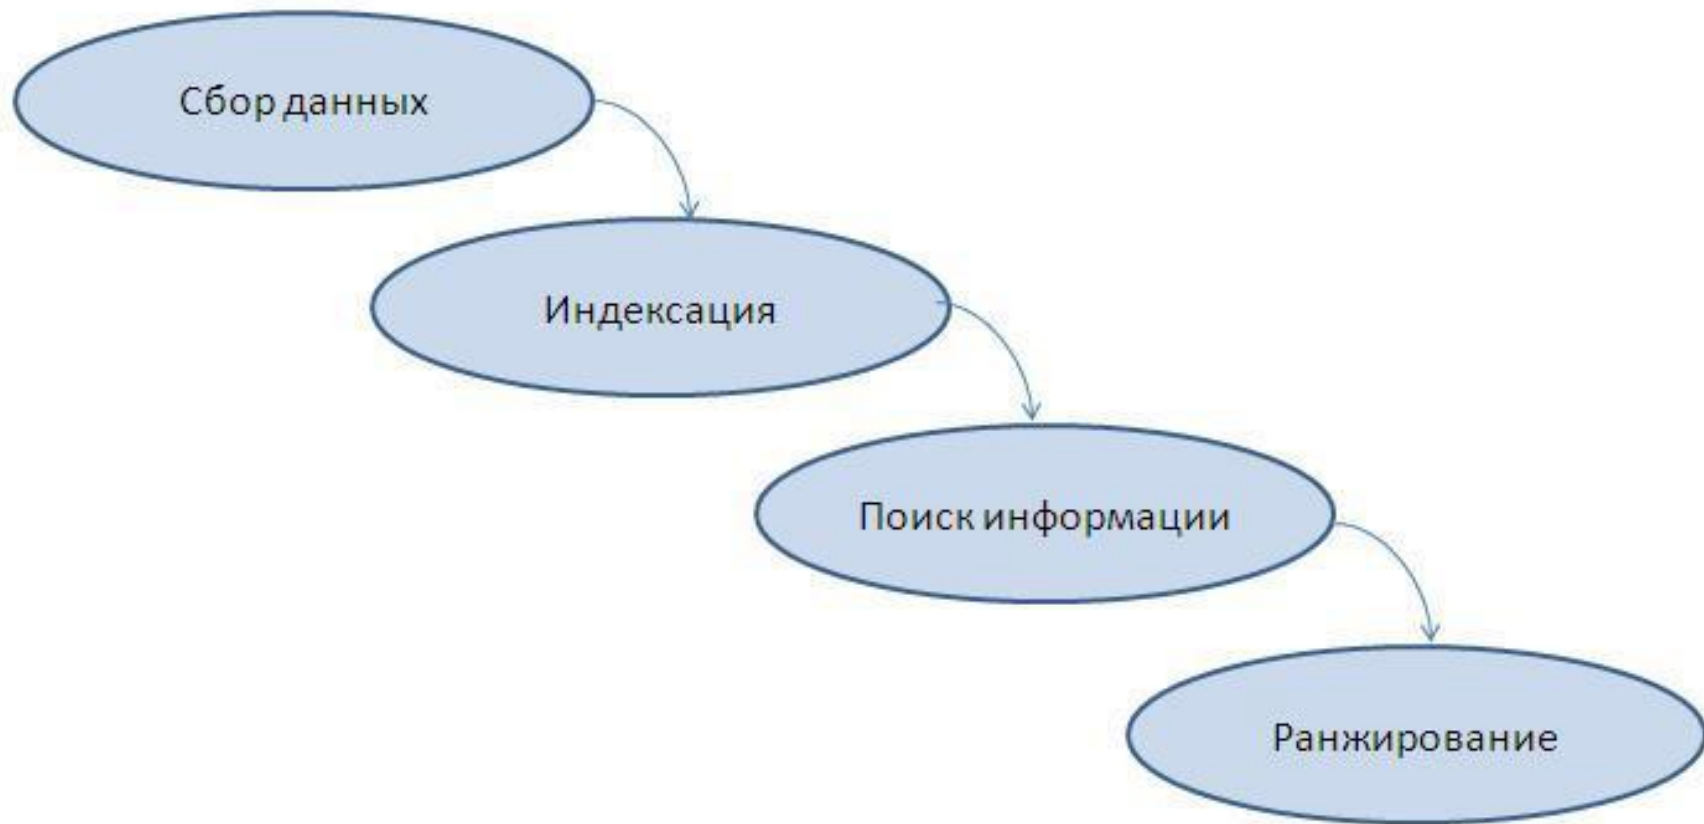 Сбор данных
Индексация
Поиск информации
Ранжирование